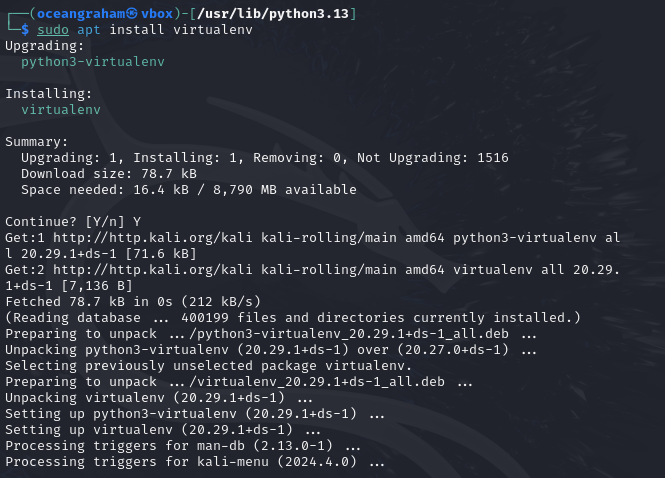 ┌──(oceangraham㉿vbox)-[/usr/lib/python3.13]
└─$ sudo apt install virtualenv
Upgrading:
  python3-virtualenv

Installing:
  virtualenv

Summary:
  Upgrading: 1, Installing: 1, Removing: 0, Not Upgrading: 1516
  Download size: 78.7 kB
  Space needed: 16.4 kB / 8,790 MB available

Continue? [Y/n] Y
Get:1 http://http.kali.org/kali kali-rolling/main amd64 python3-virtualenv al
l 20.29.1+ds-1 [71.6 kB]
Get:2 http://http.kali.org/kali kali-rolling/main amd64 virtualenv all 20.29.
1+ds-1 [7,136 B]
Fetched 78.7 kB in 0s (212 kB/s)
(Reading database ... 400199 files and directories currently installed.)
Preparing to unpack .../python3-virtualenv_20.29.1+ds-1_all.deb ...
Unpacking python3-virtualenv (20.29.1+ds-1) over (20.27.0+ds-1) ...
Selecting previously unselected package virtualenv.
Preparing to unpack .../virtualenv_20.29.1+ds-1_all.deb ...
Unpacking virtualenv (20.29.1+ds-1) ...
Setting up python3-virtualenv (20.29.1+ds-1) ...
Setting up virtualenv (20.29.1+ds-1) ...
Processing triggers for man-db (2.13.0-1) ...
Processing triggers for kali-menu (2024.4.0) ...